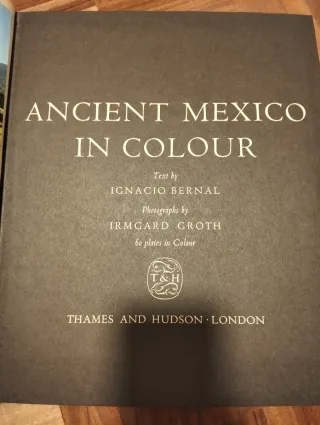 ANCIENT MEXICO
IN COLOUR
Text by
IGNACIO BERNAL
Photographs by
IRMGARD GROTH
60 plates in Colour
T&H
THAMES AND HUDSON · LONDON